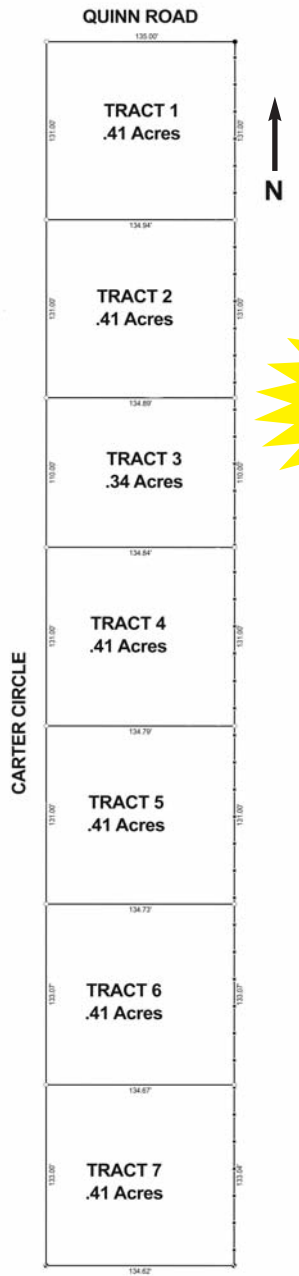 QUINN ROAD
135.00'
TRACT 1
.41 Acres
131.00'
131.00'
N
134.94'
TRACT 2
.41 Acres
131.00'
131.00'
134.89'
TRACT 3
.34 Acres
110.00'
110.00'
134.84'
TRACT 4
.41 Acres
131.00'
131.00'
134.79'
CARTER CIRCLE
TRACT 5
.41 Acres
131.00'
131.00'
134.73'
TRACT 6
.41 Acres
133.07'
133.07'
134.67'
TRACT 7
.41 Acres
133.00'
133.04'
134.62'